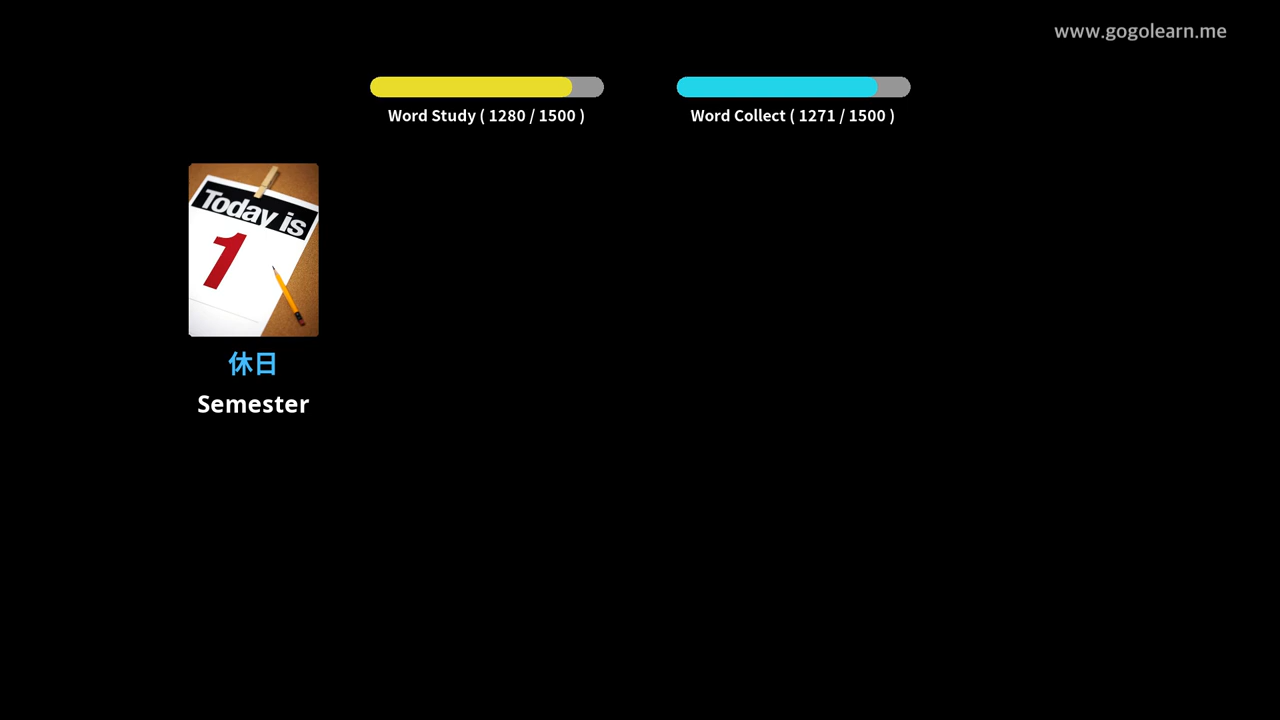 www.gogolearn.me
Word Study ( 1280 / 1500 )
Word Collect ( 1271 / 1500 )
Today is
1
休日
Semester